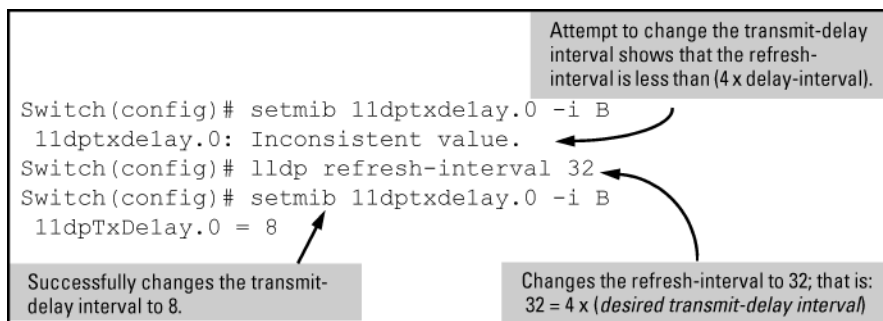 Attempt to change the transmit-delay
interval shows that the refresh-
interval is less than (4 x delay-interval).
Switch(config)# setmib lldptxdelay.0 -i B
lldptxdelay.0: Inconsistent value.
Switch(config)# lldp refresh-interval 32
Switch(config)# setmib lldptxdelay.0 -i B
lldpTxDelay.0 = 8
Successfully changes the transmit-
delay interval to 8.
Changes the refresh-interval to 32; that is:
32 = 4 x (desired transmit-delay interval)